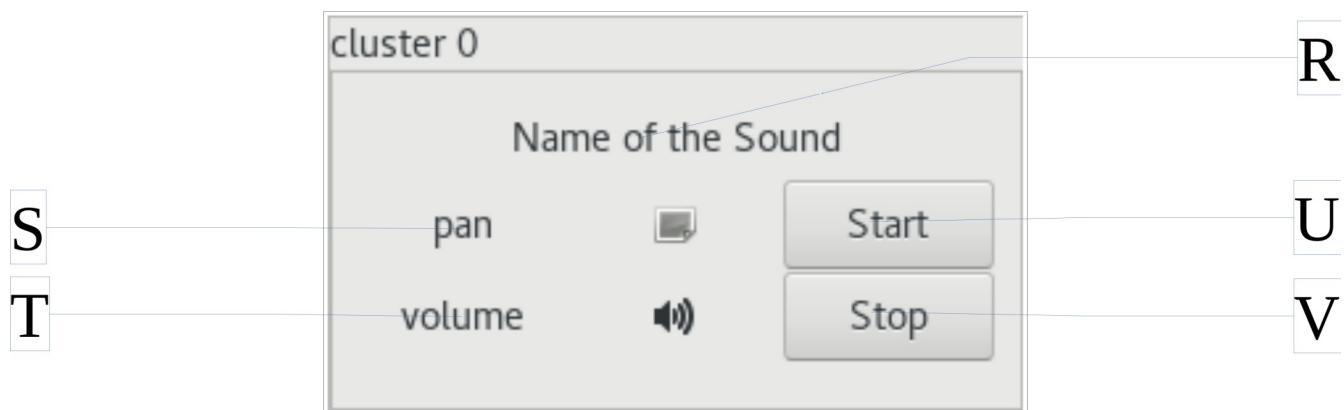 cluster 0
R
Name of the Sound
S pan Start U
T volume Stop V